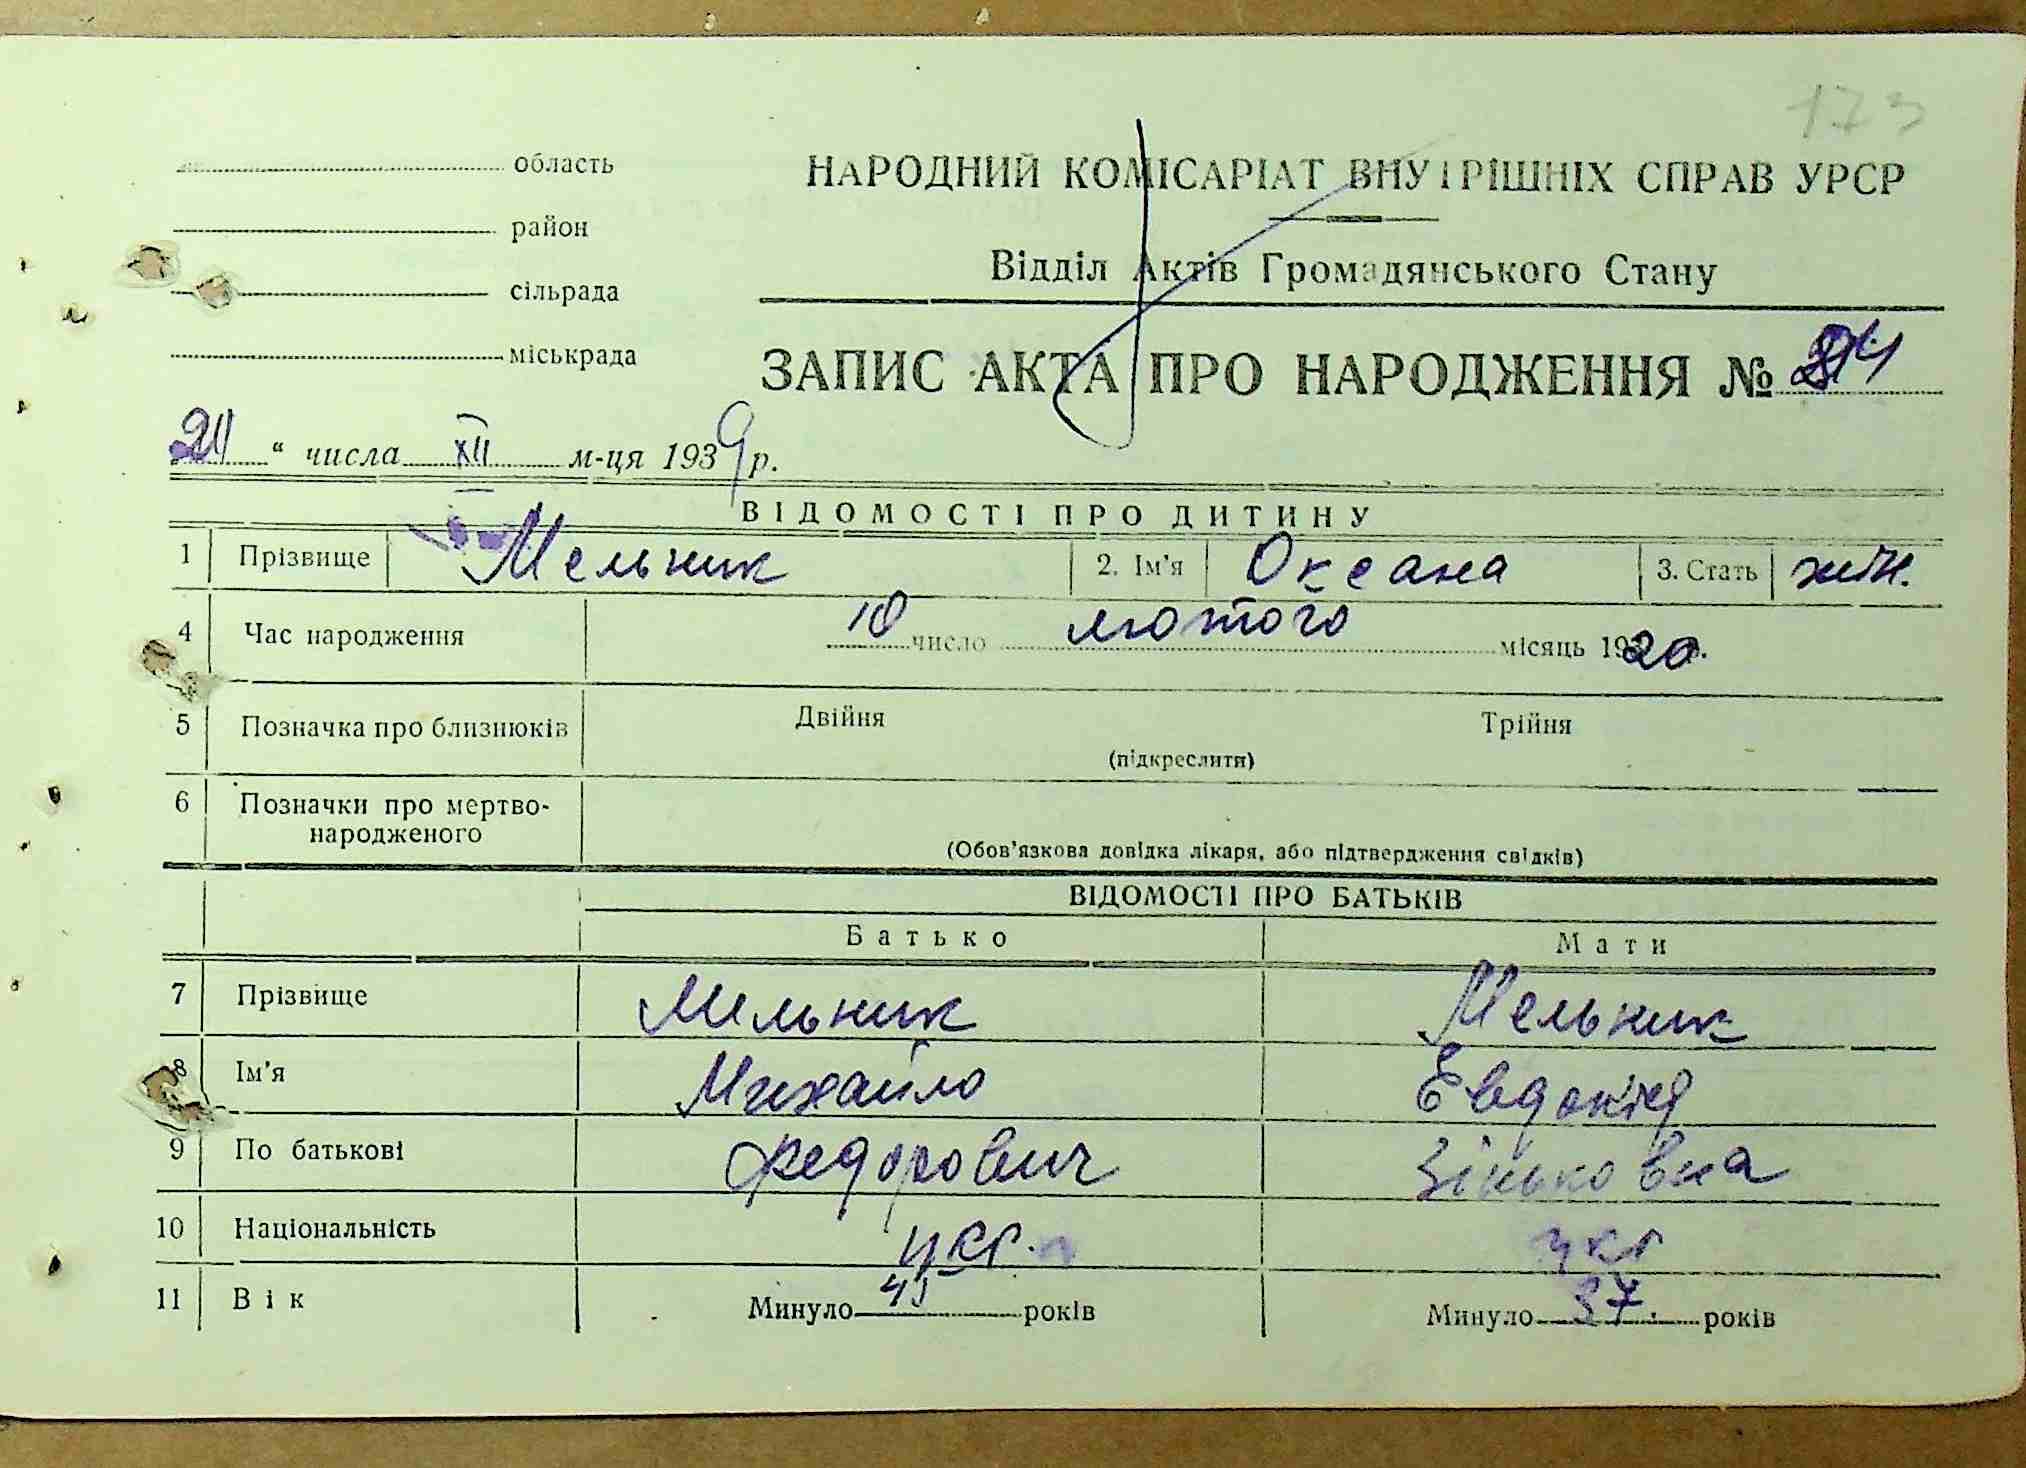 173
область
НАРОДНИЙ КОМІСАРІАТ ВНУТРІШНІХ СПРАВ УРСР
район
Відділ Актів Громадянського Стану
сільрада
міськрада
ЗАПИС АКТА ПРО НАРОДЖЕННЯ №
" числа XII м-ця 1939 р.
ВІДОМОСТІ ПРО ДИТИНУ
1 Прізвище Мельник 2. Ім'я Оксана 3. Стать жін.
4 Час народження 10 число лютого місяць 1920 р.
5 Позначка про близнюків Двійня Трійня
(підкреслити)
6 Позначки про мертво-
народженого
(Обов'язкова довідка лікаря, або підтвердження свідків)
ВІДОМОСТІ ПРО БАТЬКІВ
Батько Мати
7 Прізвище Мельник Мельник
8 Ім'я Михайло Евдокія
9 По батькові Федорович Зіньковна
10 Національність укр. укр
11 Вік Минуло 45 років Минуло 37. років